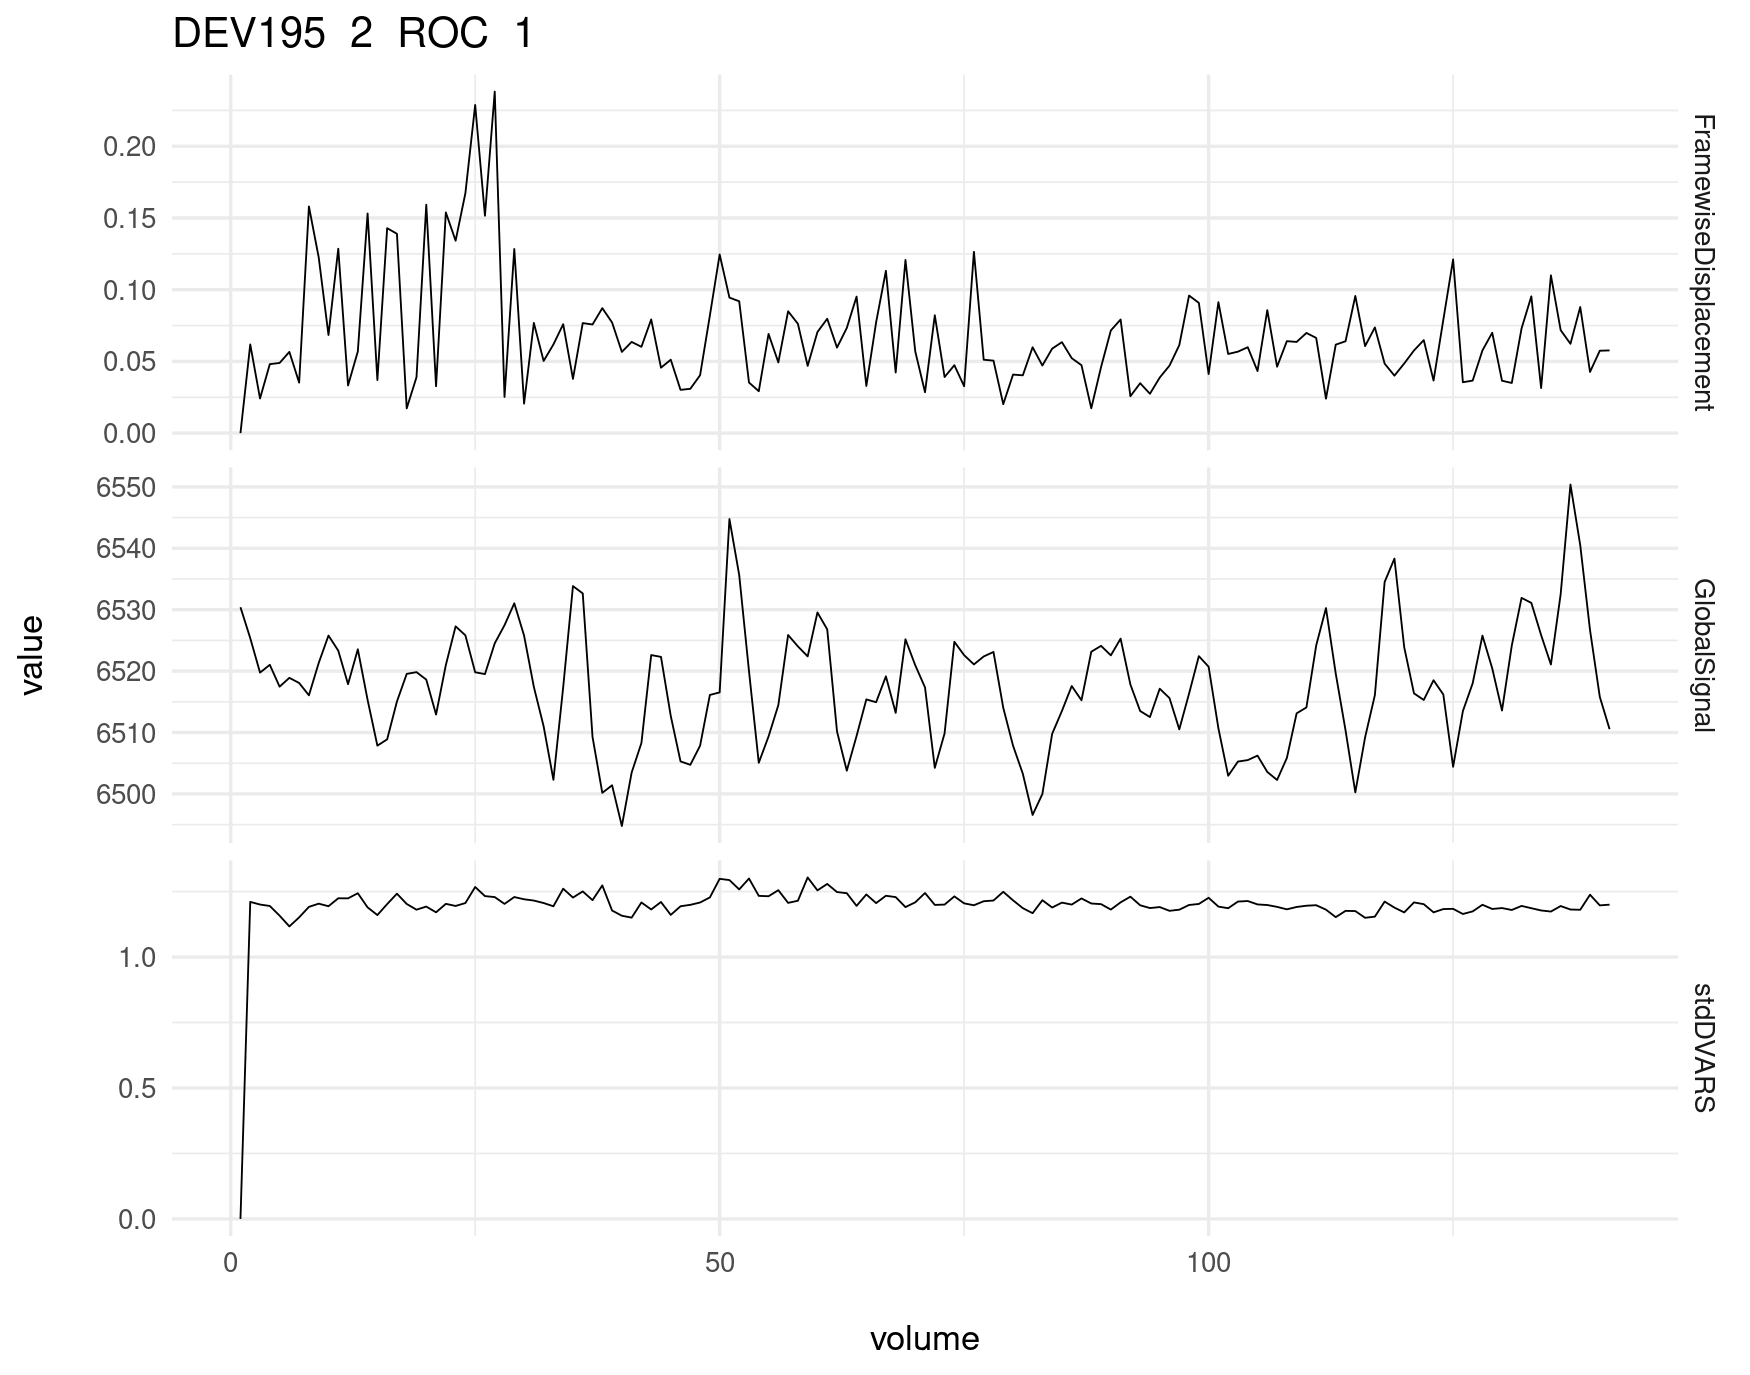 DEV195  2  ROC  1
0.20
0.15
0.10
0.05
0.00
FramewiseDisplacement
6550
6540
6530
6520
6510
6500
GlobalSignal
value
1.0
0.5
0.0
stdDVARS
0 50 100
volume